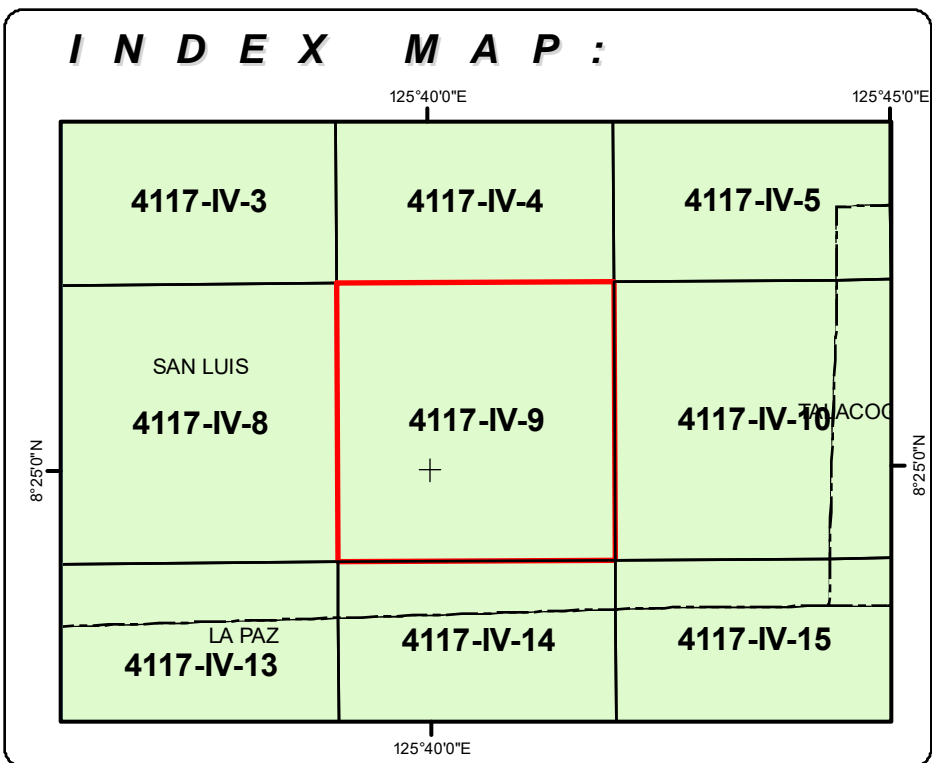 INDEX MAP:
125°40'0"E
125°45'0"E
4117-IV-3
4117-IV-4
4117-IV-5
SAN LUIS
4117-IV-8
4117-IV-9
4117-IV-10
TALACOG
8°25'0"N
8°25'0"N
LA PAZ
4117-IV-13
4117-IV-14
4117-IV-15
125°40'0"E